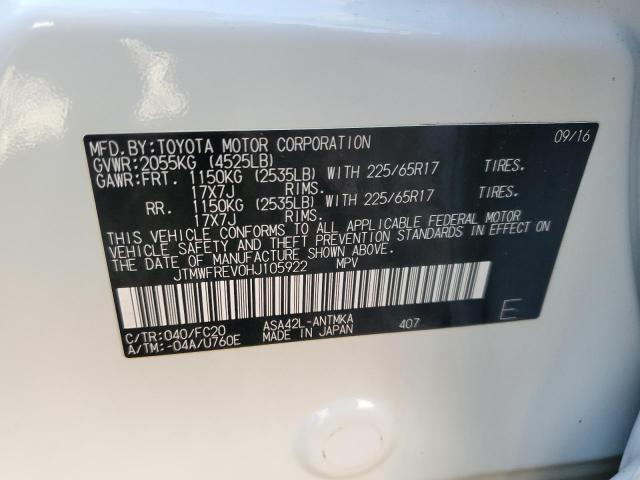 MFD. BY: TOYOTA MOTOR CORPORATION 09/16
GVWR: 2055KG (4525LB)
GAWR: FRT. 1150KG (2535LB) WITH 225/65R17 TIRES.
17X7J RIMS.
RR. 1150KG (2535LB) WITH 225/65R17 TIRES.
17X7J RIMS.
THIS VEHICLE CONFORMS TO ALL APPLICABLE FEDERAL MOTOR
VEHICLE SAFETY AND THEFT PREVENTION STANDARDS IN EFFECT ON
THE DATE OF MANUFACTURE SHOWN ABOVE.
JTMWFREV0HJ105922 MPV
C/TR: 040/FC20 ASA42L-ANTMKA 407 E
A/TM: -04A/U760E MADE IN JAPAN